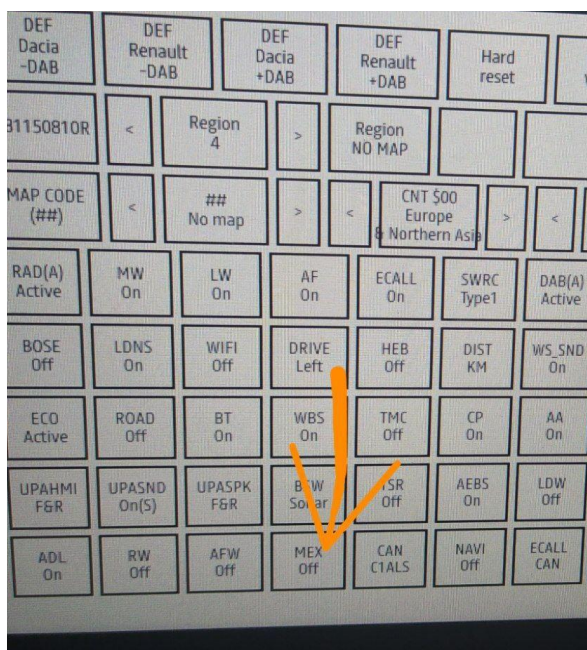 DEF
Dacia
-DAB
DEF
Renault
-DAB
DEF
Dacia
+DAB
DEF
Renault
+DAB
Hard
reset
81150810R
<
Region
4
>
Region
NO MAP
MAP CODE
(##)
<
##
No map
>
<
CNT $00
Europe
& Northern Asia
>
<
RAD(A)
Active
MW
On
LW
On
AF
On
ECALL
On
SWRC
Type1
DAB(A)
Active
BOSE
Off
LDNS
On
WIFI
Off
DRIVE
Left
HEB
Off
DIST
KM
WS_SND
On
ECO
Active
ROAD
Off
BT
On
WBS
On
TMC
Off
CP
On
AA
On
UPAHMI
F&R
UPASND
On(S)
UPASPK
F&R
BSW
Sonar
TSR
Off
AEBS
On
LDW
Off
ADL
On
RW
Off
AFW
Off
MEX
Off
CAN
C1ALS
NAVI
Off
ECALL
CAN